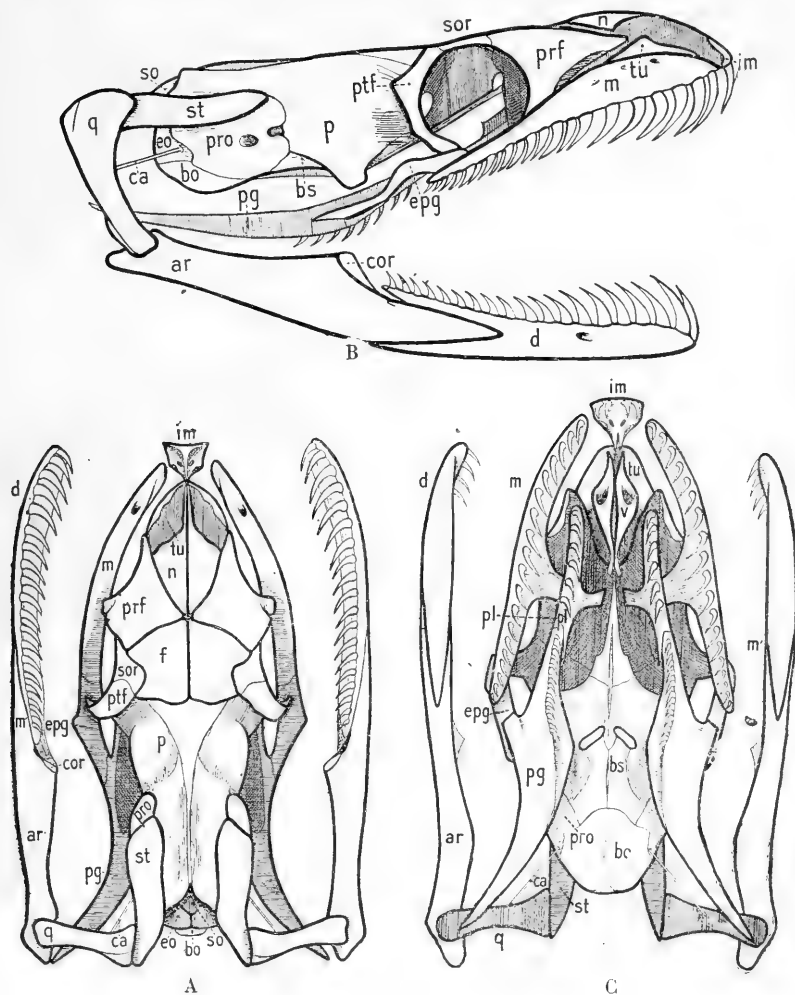 n
sor
prf
im
so
ptf
tu
m
st
q
p
pro
eo
bo
ca
bs
pg
epg
ar
cor
d
B
im
im
d
m
tu
d
m
tu
v
n
prf
pl
pl
f
sor
ptf
m
m
epg
epg
p
cor
bs
pg
pro
ar
st
ar
pro
bo
pg
ca
st
q
ca
eo
bo
so
q
A
C